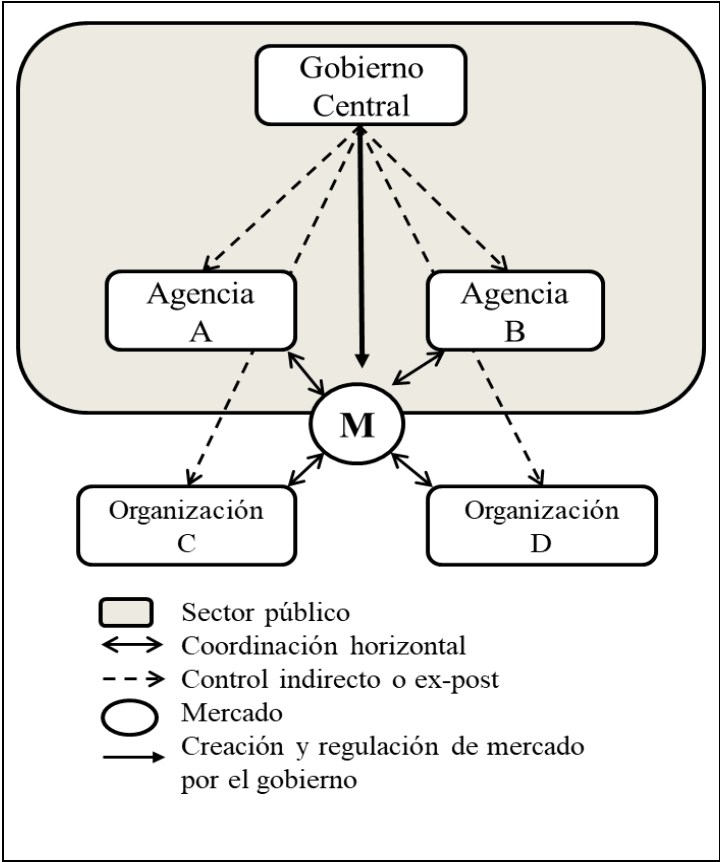 Gobierno
Central
Agencia
A
Agencia
B
M
Organización
C
Organización
D
Sector público
Coordinación horizontal
Control indirecto o ex-post
Mercado
Creación y regulación de mercado
por el gobierno